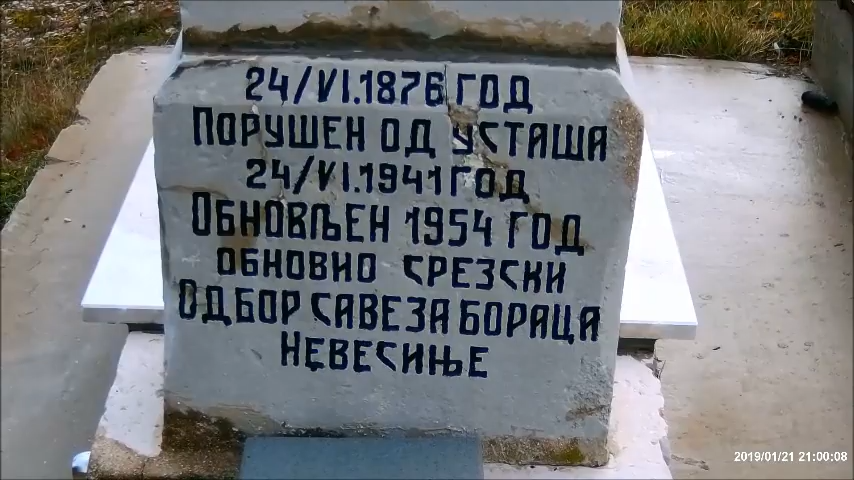 24/VI.1876 ГОД
ПОРУШЕН ОД УСТАША
24/VI.1941 ГОД
ОБНОВЉЕН 1954 ГОД
ОБНОВИО СРЕЗСКИ
ОДБОР САВЕЗА БОРАЦА
НЕВЕСИЊЕ
2019/01/21 21:00:08